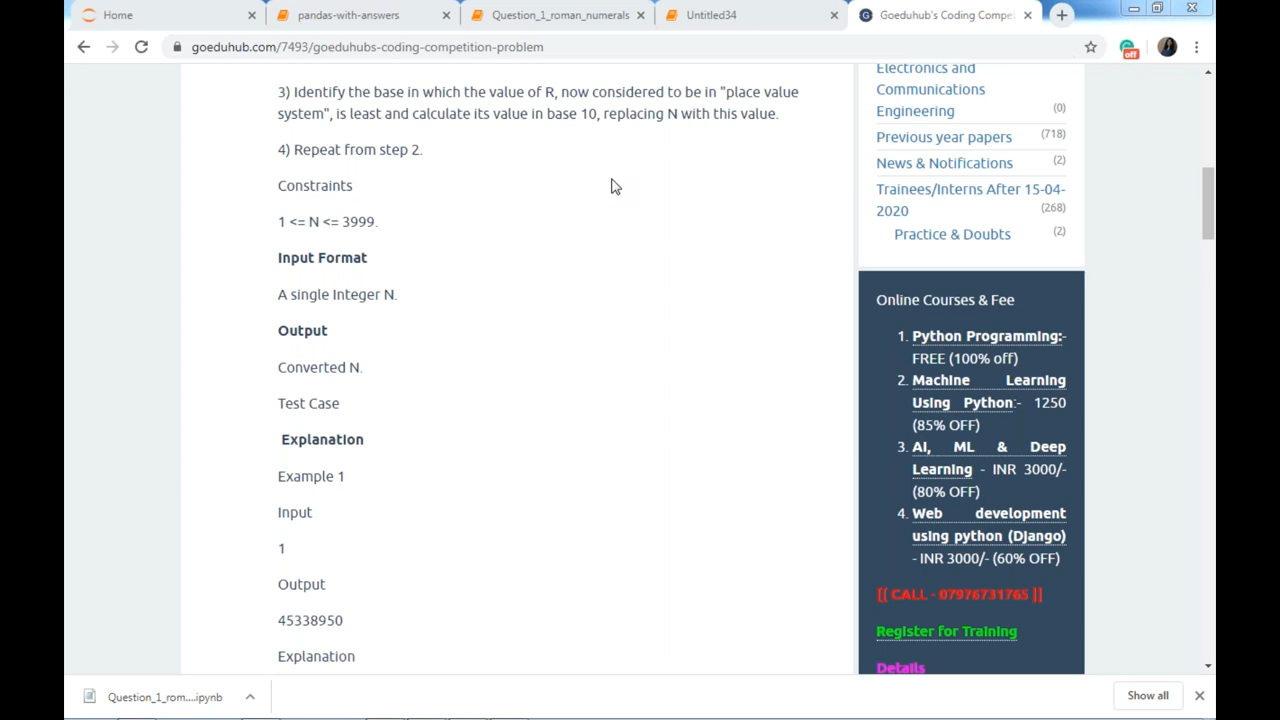 Home
pandas-with-answers
Question_1_roman_numerals
Untitled34
Goeduhub's Coding Compe
goeduhub.com/7493/goeduhubs-coding-competition-problem
off
3) Identify the base in which the value of R, now considered to be in "place value
system", is least and calculate its value in base 10, replacing N with this value.
4) Repeat from step 2.
Constraints
1 <= N <= 3999.
Input Format
A single Integer N.
Output
Converted N.
Test Case
Explanation
Example 1
Input
1
Output
45338950
Explanation
Electronics and
Communications
Engineering (0)
Previous year papers (718)
News & Notifications (2)
Trainees/Interns After 15-04-
2020 (268)
Practice & Doubts (2)
Online Courses & Fee
1. Python Programming:-
FREE (100% off)
2. Machine Learning
Using Python:- 1250
(85% OFF)
3. AI, ML & Deep
Learning - INR 3000/-
(80% OFF)
4. Web development
using python (Django)
- INR 3000/- (60% OFF)
[[ CALL - 07976731765 ]]
Register for Training
Details
Question_1_rom....ipynb
Show all